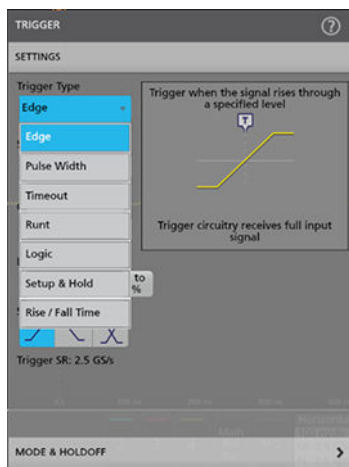 TRIGGER
?
SETTINGS
Trigger Type
Edge
Edge
Pulse Width
Timeout
Runt
Logic
Setup & Hold
Rise / Fall Time
to
%
Trigger SR: 2.5 GS/s
Trigger when the signal rises through
a specified level
T
Trigger circuitry receives full input
signal
MODE & HOLDOFF